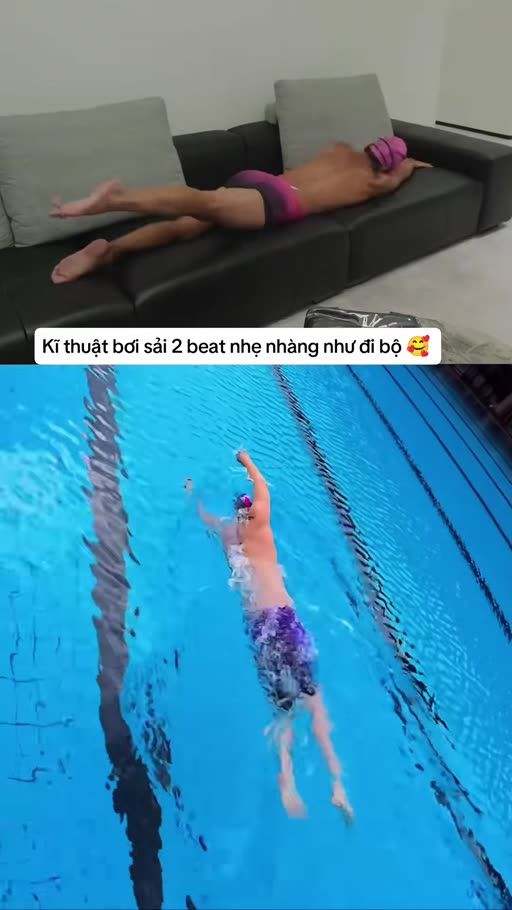 Kĩ thuật bơi sải 2 beat nhẹ nhàng như đi bộ 🥰